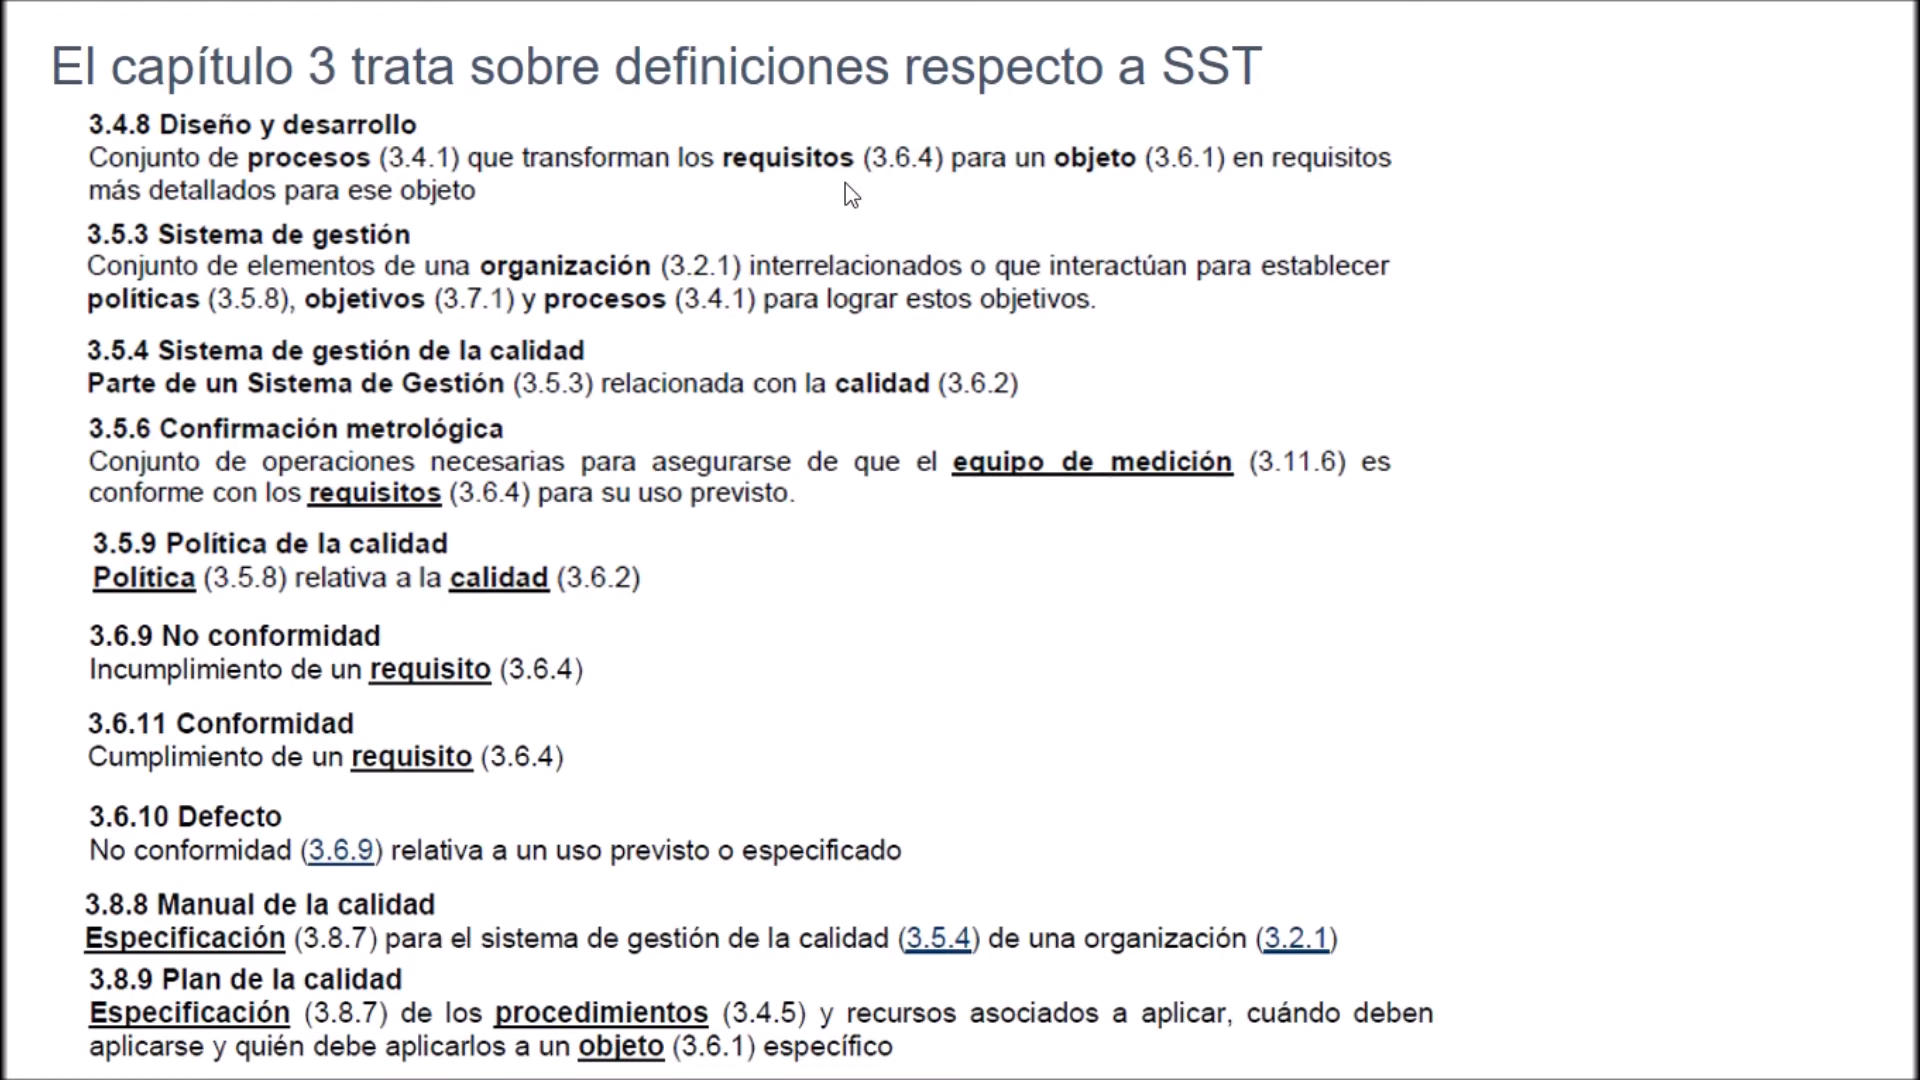 El capítulo 3 trata sobre definiciones respecto a SST
3.4.8 Diseño y desarrollo
Conjunto de procesos (3.4.1) que transforman los requisitos (3.6.4) para un objeto (3.6.1) en requisitos
más detallados para ese objeto
3.5.3 Sistema de gestión
Conjunto de elementos de una organización (3.2.1) interrelacionados o que interactúan para establecer
políticas (3.5.8), objetivos (3.7.1) y procesos (3.4.1) para lograr estos objetivos.
3.5.4 Sistema de gestión de la calidad
Parte de un Sistema de Gestión (3.5.3) relacionada con la calidad (3.6.2)
3.5.6 Confirmación metrológica
Conjunto de operaciones necesarias para asegurarse de que el equipo de medición (3.11.6) es
conforme con los requisitos (3.6.4) para su uso previsto.
3.5.9 Política de la calidad
Política (3.5.8) relativa a la calidad (3.6.2)
3.6.9 No conformidad
Incumplimiento de un requisito (3.6.4)
3.6.11 Conformidad
Cumplimiento de un requisito (3.6.4)
3.6.10 Defecto
No conformidad (3.6.9) relativa a un uso previsto o especificado
3.8.8 Manual de la calidad
Especificación (3.8.7) para el sistema de gestión de la calidad (3.5.4) de una organización (3.2.1)
3.8.9 Plan de la calidad
Especificación (3.8.7) de los procedimientos (3.4.5) y recursos asociados a aplicar, cuándo deben
aplicarse y quién debe aplicarlos a un objeto (3.6.1) específico